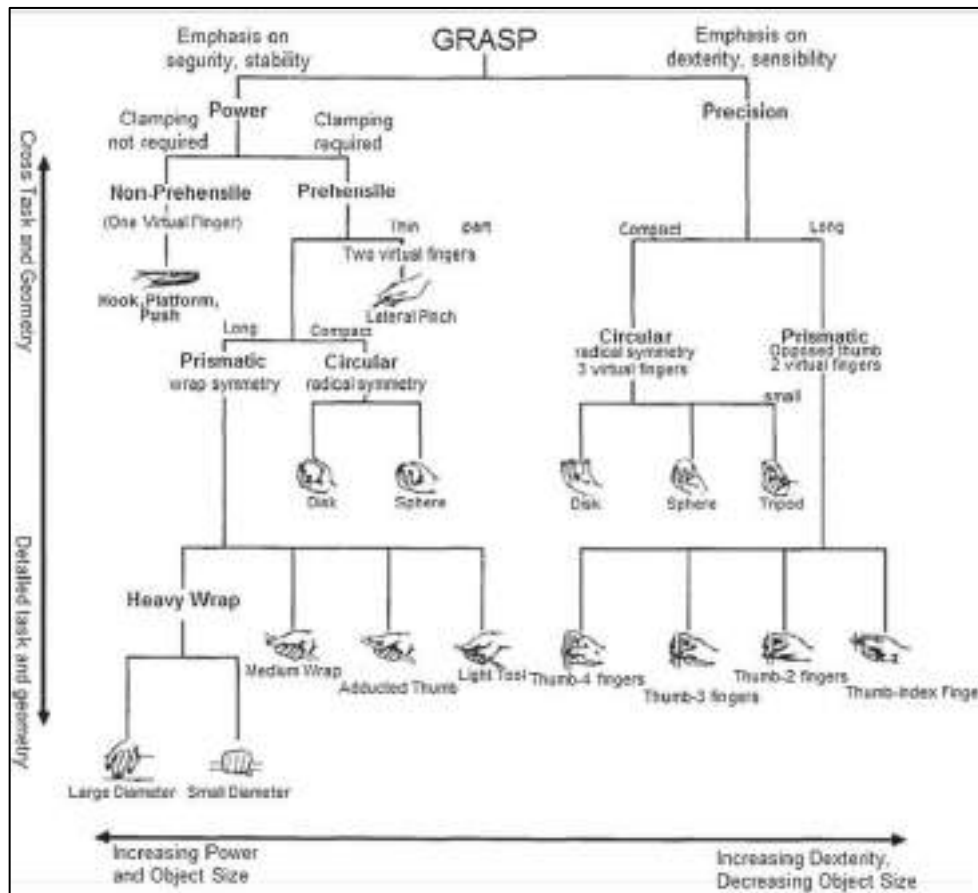 GRASP
Emphasis on
segurity, stability
Emphasis on
dexterity, sensibility
Power
Precision
Clamping
not required
Clamping
required
Non-Prehensile
(One Virtual Finger)
Prehensile
Thin part
Two virtual fingers
Compact
Long
Hook, Platform,
Push
Lateral Pinch
Long
Compact
Prismatic
wrap symmetry
Circular
radical symmetry
Circular
radical symmetry
3 virtual fingers
Prismatic
Opposed thumb
2 virtual fingers
small
Disk
Sphere
Disk
Sphere
Tripod
Heavy Wrap
Medium Wrap
Adducted Thumb
Light Tool
Thumb-4 fingers
Thumb-3 fingers
Thumb-2 fingers
Thumb-index Finge
Large Diameter
Small Diameter
Cross Task and Geometry
Detailed task and geometry
Increasing Power
and Object Size
Increasing Dexterity,
Decreasing Object Size